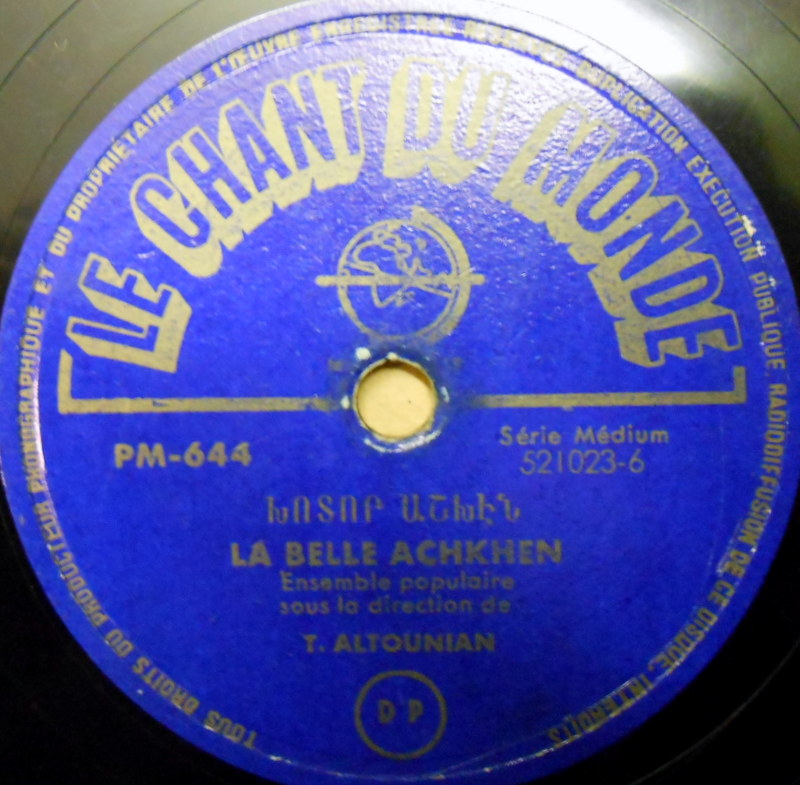 TOUS DROITS DU PRODUCTEUR PHONOGRAPHIQUE ET DU PROPRIÉTAIRE DE L'ŒUVRE ENREGISTRÉE RÉSERVÉS DUPLICATION EXÉCUTION PUBLIQUE, RADIODIFFUSION DE CE DISQUE, INTERDITS
LE CHANT DU MONDE
PM-644
Série Médium
521023-6
ԽՈՏՈՐ ԱՇԽԷՆ
LA BELLE ACHKHEN
Ensemble populaire
sous la direction de
T. ALTOUNIAN
DP